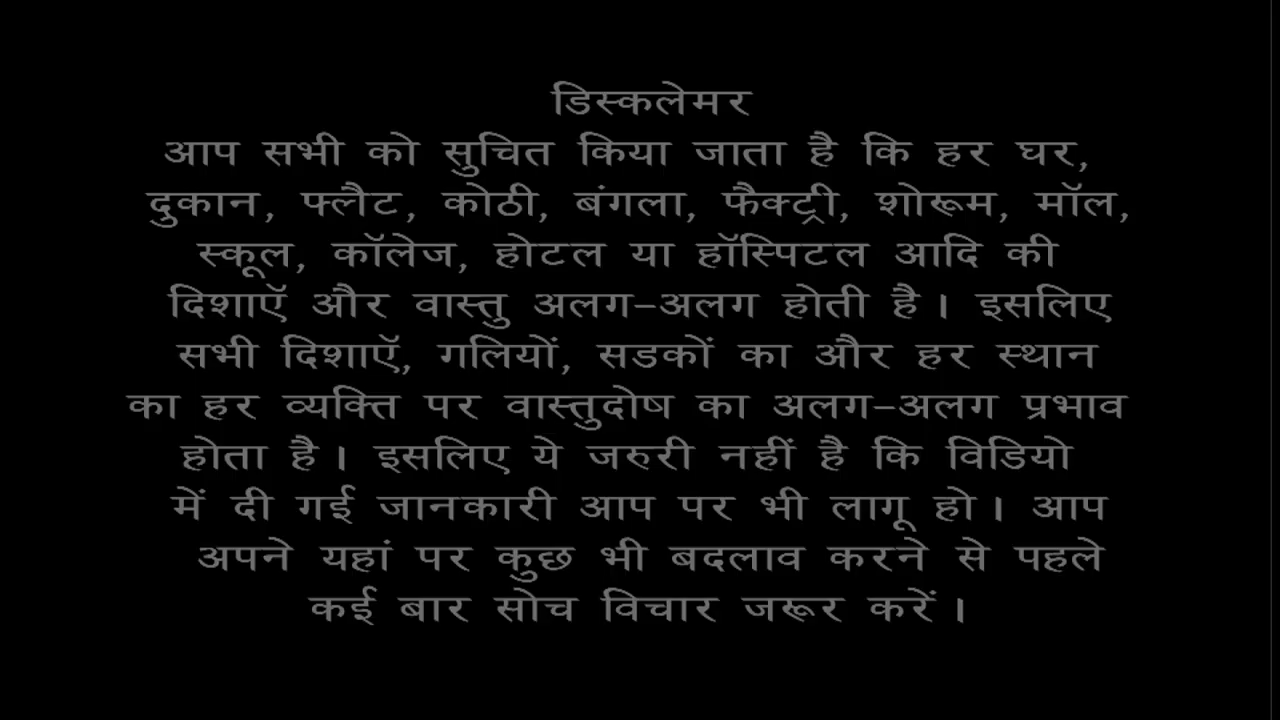 डिस्कलेमर
आप सभी को सुचित किया जाता है कि हर घर,
दुकान, फ्लैट, कोठी, बंगला, फैक्ट्री, शोरूम, मॉल,
स्कूल, कॉलेज, होटल या हॉस्पिटल आदि की
दिशाऍ और वास्तु अलग-अलग होती है। इसलिए
सभी दिशाऍ, गलियों, सडकों का और हर स्थान
का हर व्यक्ति पर वास्तुदोष का अलग-अलग प्रभाव
होता है। इसलिए ये जरुरी नहीं है कि विडियो
में दी गई जानकारी आप पर भी लागू हो। आप
अपने यहां पर कुछ भी बदलाव करने से पहले
कई बार सोच विचार जरूर करें।